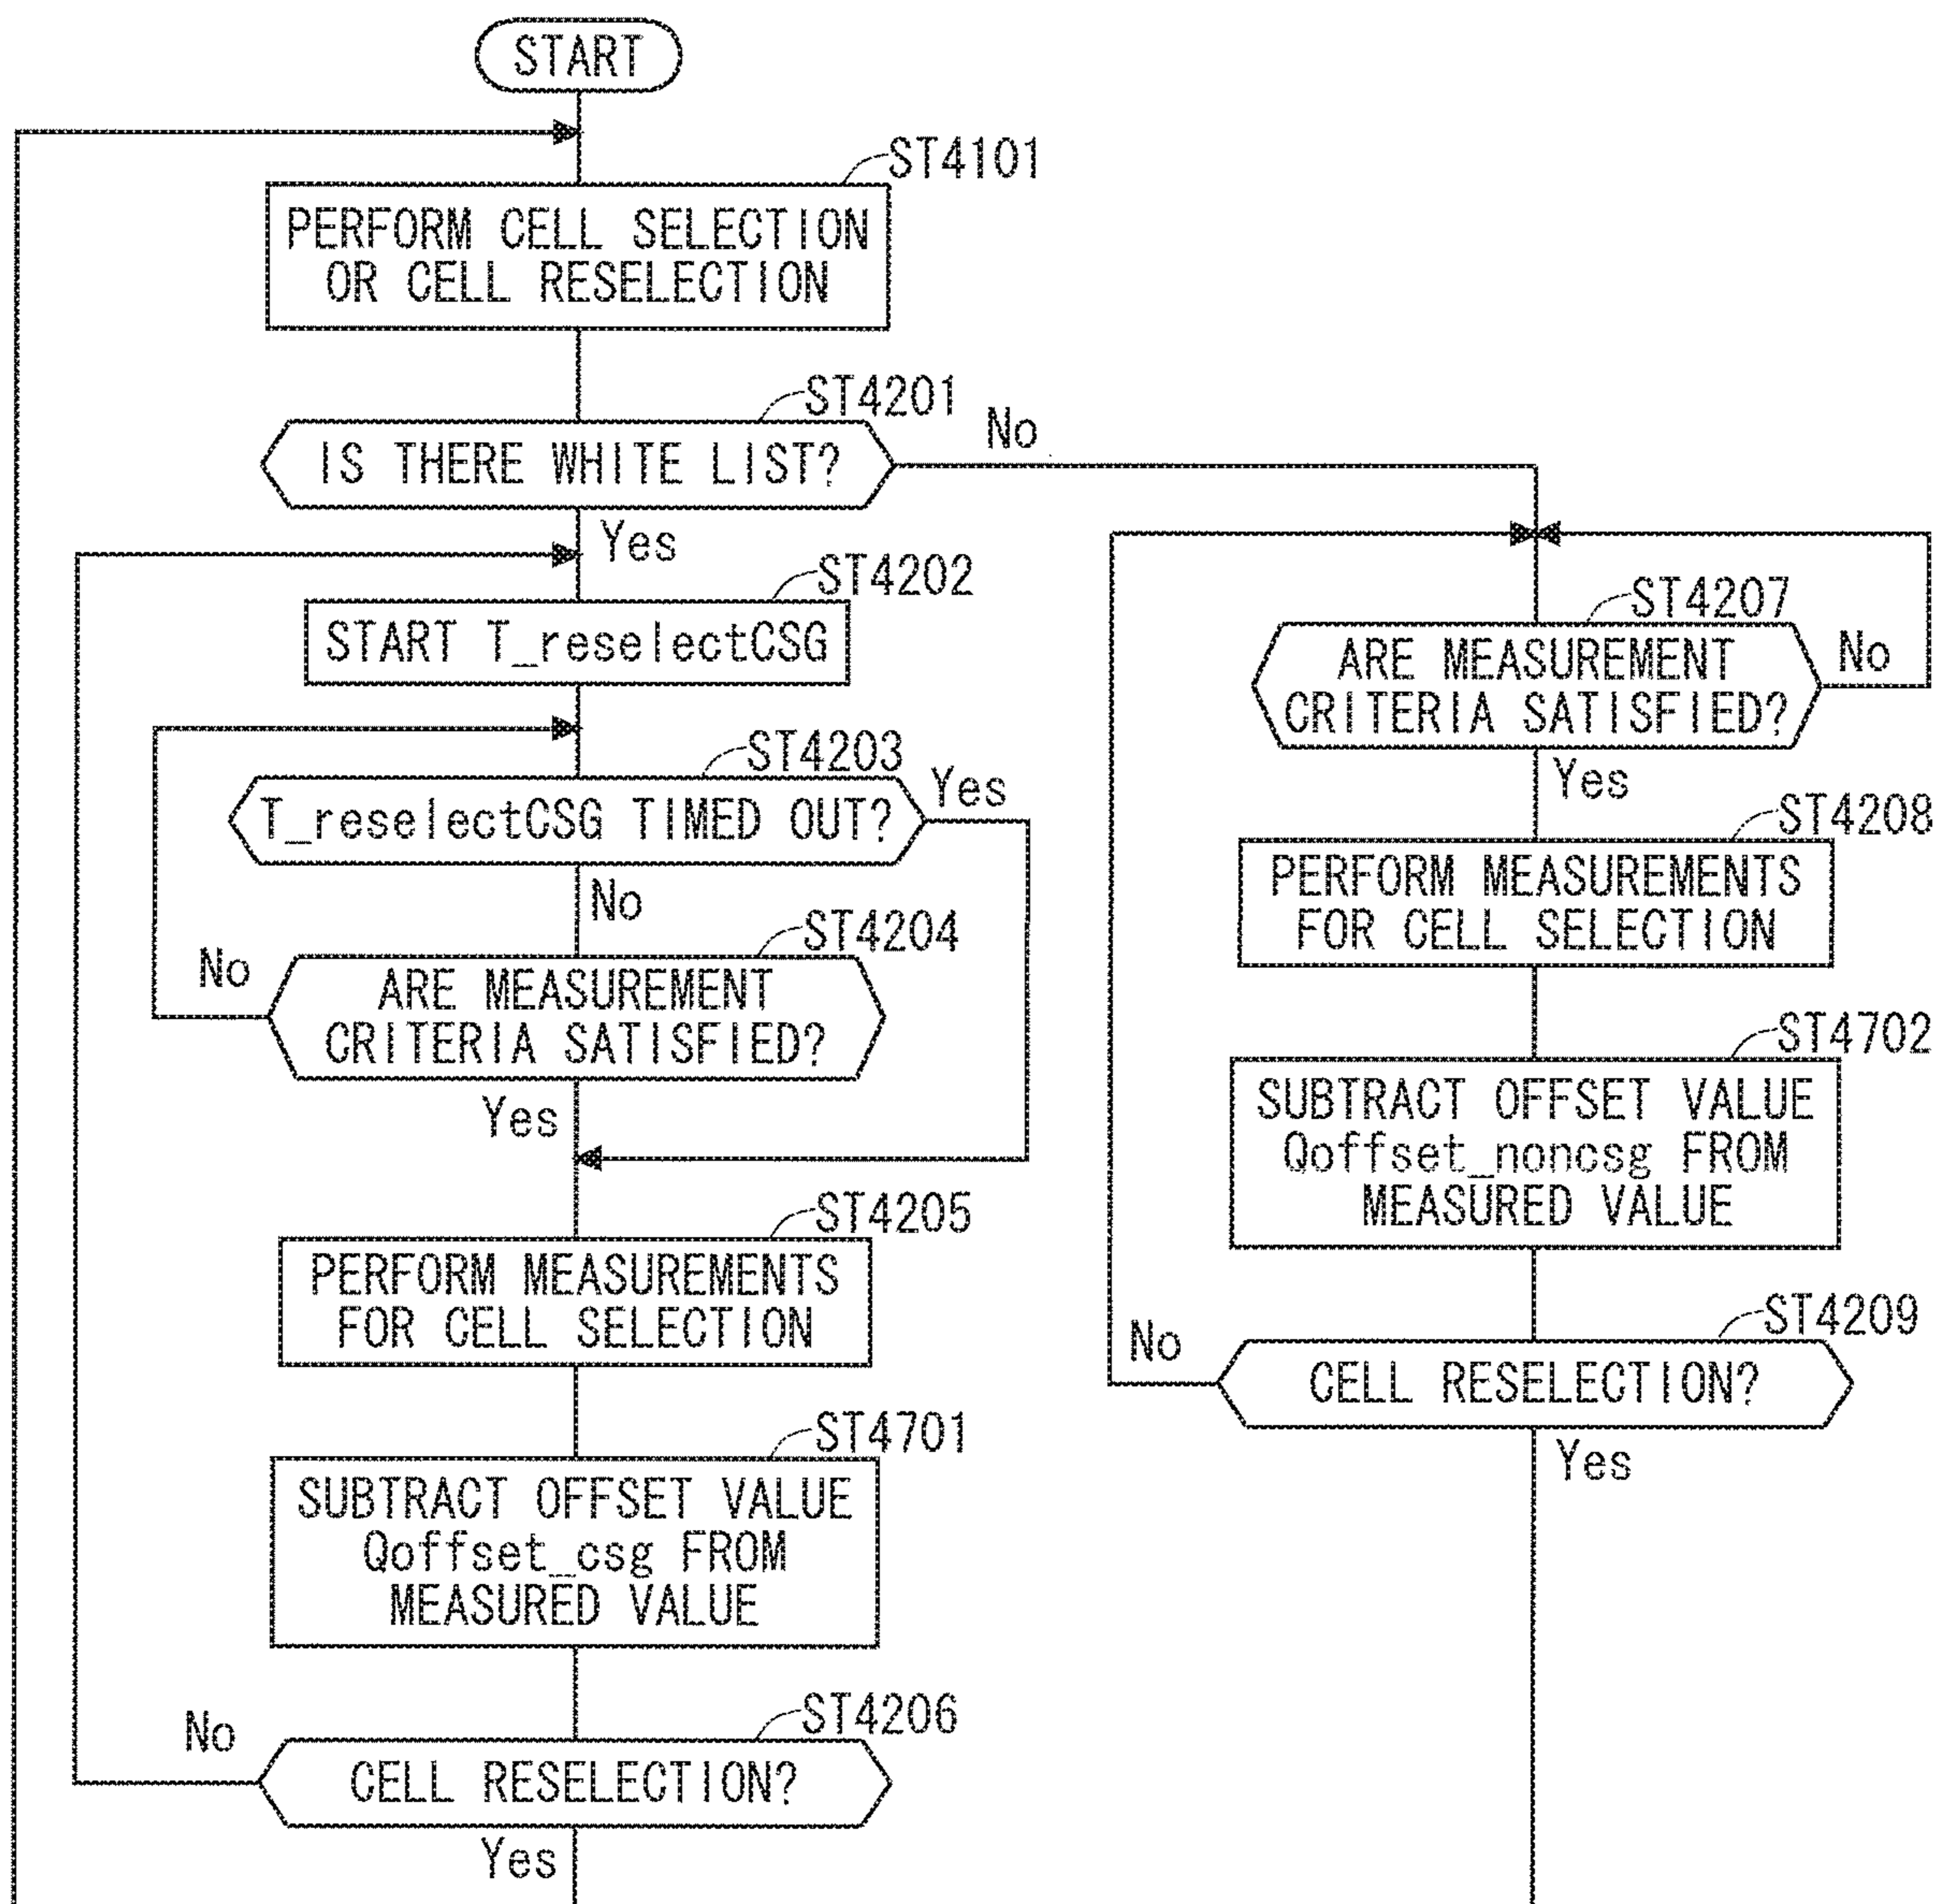 START
ST4101
PERFORM CELL SELECTION
OR CELL RESELECTION
ST4201
IS THERE WHITE LIST?
No
Yes
ST4202
START T_reselectCSG
ST4203
T_reselectCSG TIMED OUT?
Yes
No
ST4204
No
ARE MEASUREMENT
CRITERIA SATISFIED?
Yes
ST4205
PERFORM MEASUREMENTS
FOR CELL SELECTION
ST4701
SUBTRACT OFFSET VALUE
Qoffset_csg FROM
MEASURED VALUE
ST4206
No
CELL RESELECTION?
Yes
ST4207
ARE MEASUREMENT
CRITERIA SATISFIED?
No
Yes
ST4208
PERFORM MEASUREMENTS
FOR CELL SELECTION
ST4702
SUBTRACT OFFSET VALUE
Qoffset_noncsg FROM
MEASURED VALUE
ST4209
No
CELL RESELECTION?
Yes